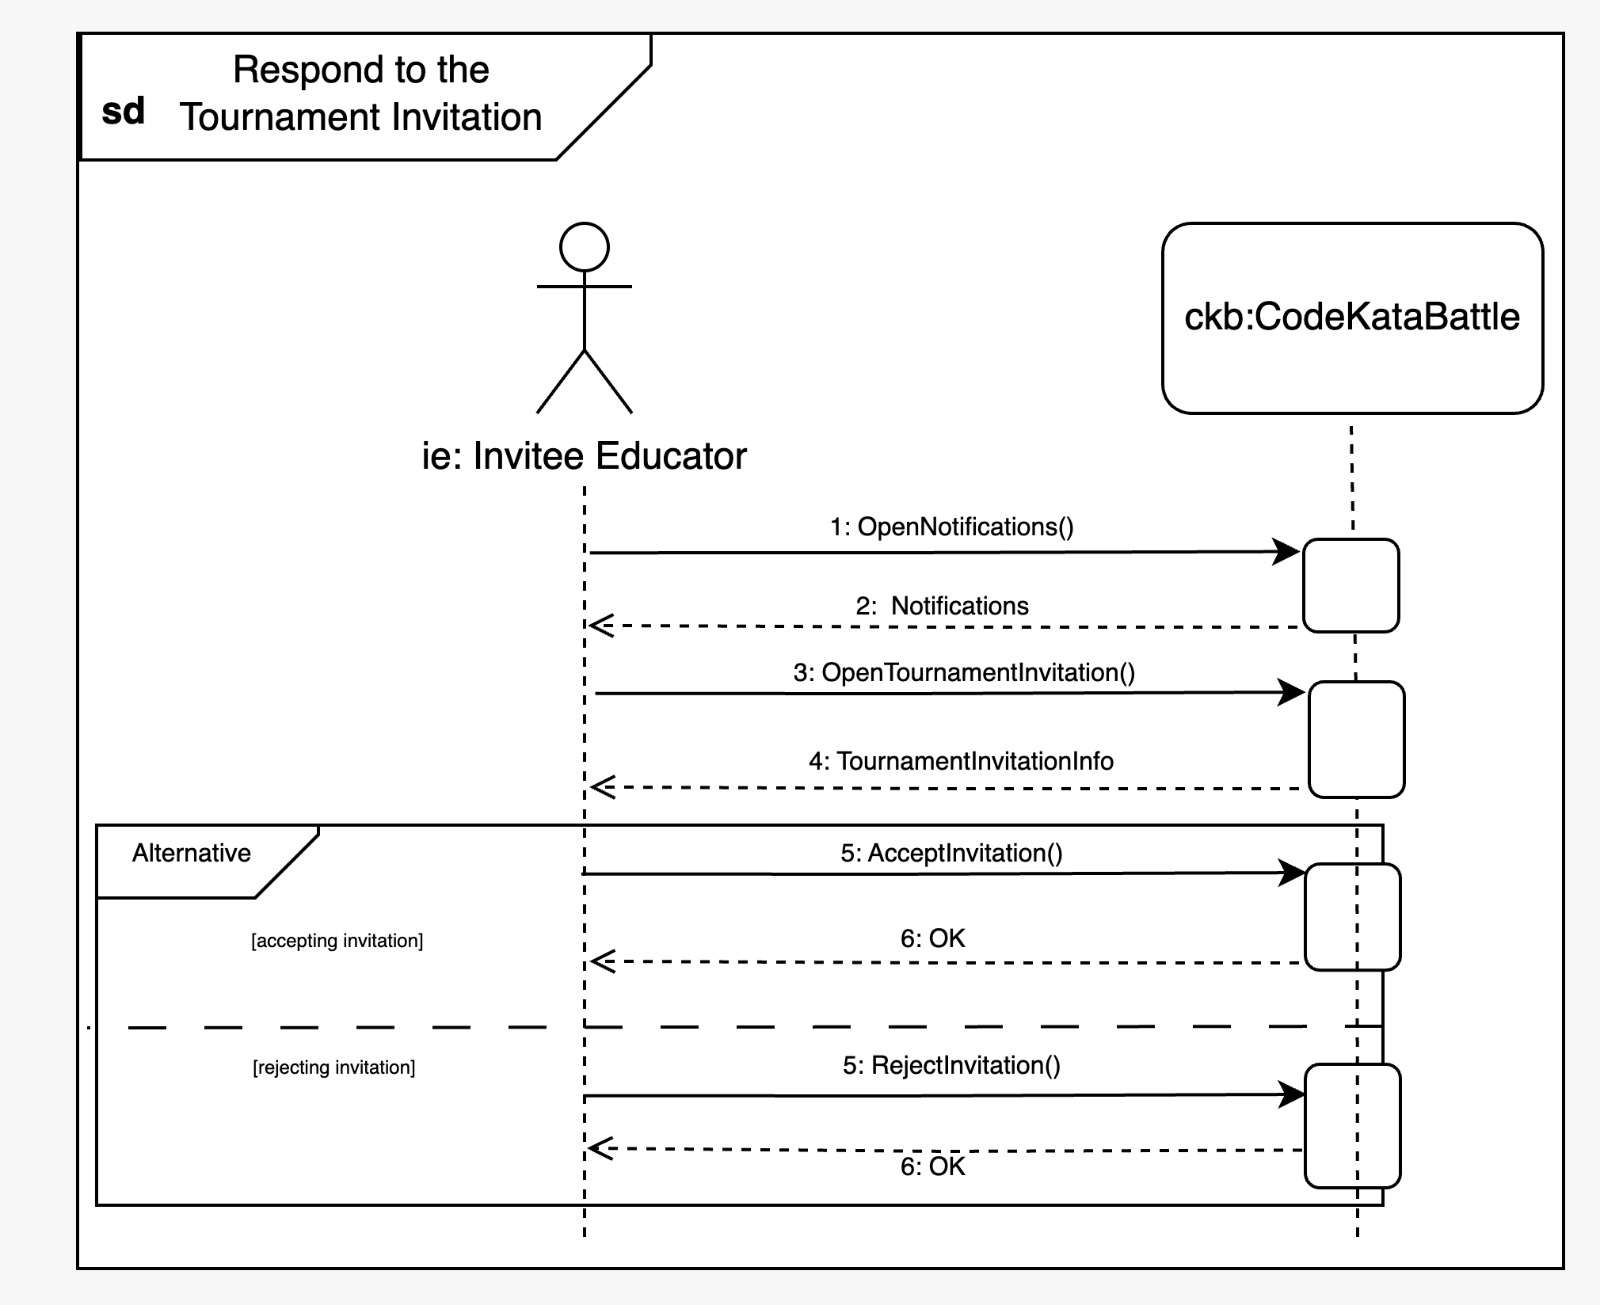 Respond to the
sd Tournament Invitation
ckb:CodeKataBattle
ie: Invitee Educator
1: OpenNotifications()
2: Notifications
3: OpenTournamentInvitation()
4: TournamentInvitationInfo
Alternative
5: AcceptInvitation()
[accepting invitation]
6: OK
[rejecting invitation]
5: RejectInvitation()
6: OK